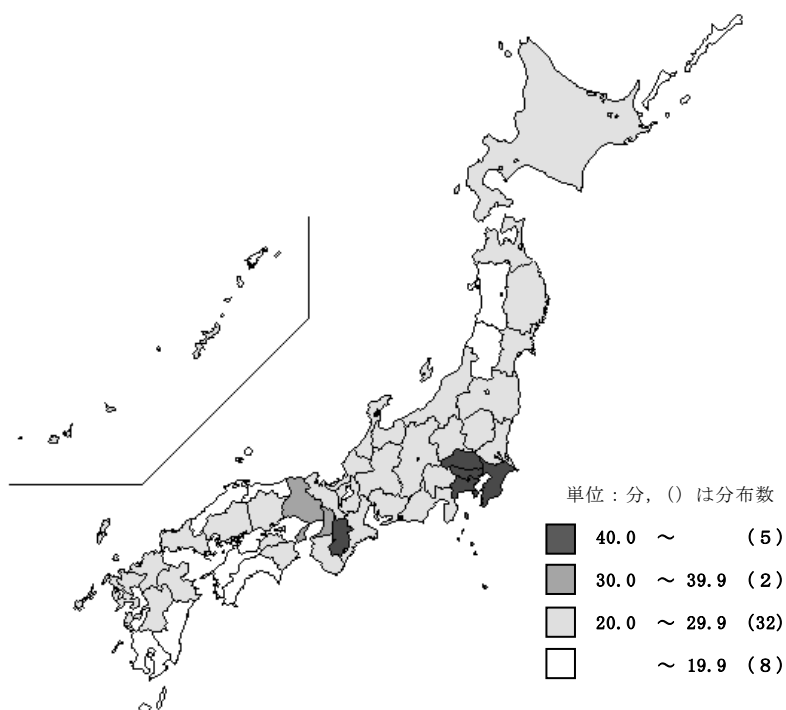 単位：分，() は分布数
40.0 ～ (5)
30.0 ～ 39.9 (2)
20.0 ～ 29.9 (32)
～ 19.9 (8)